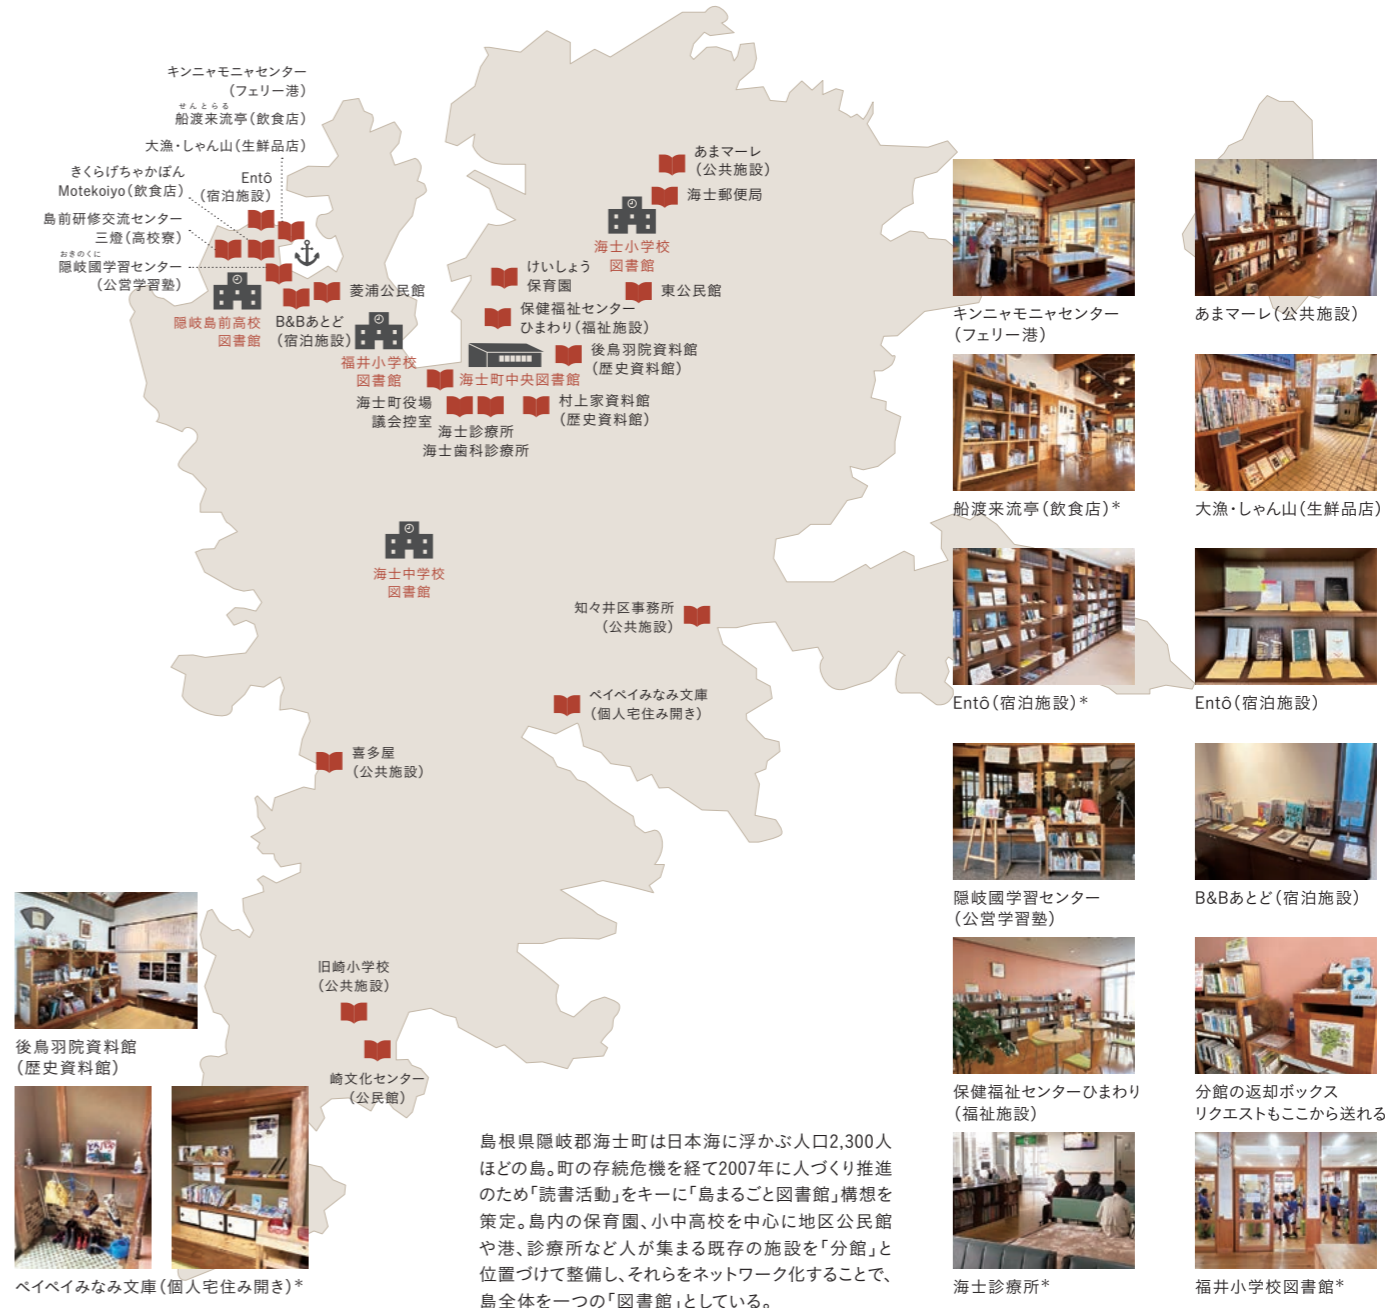 キンニャモニャセンター
(フェリー港)
せんとらる
船渡来流亭(飲食店)
大漁・しゃん山(生鮮品店)
きくらげちゃかぽん
Motekoiyo(飲食店)
Entô
(宿泊施設)
島前研修交流センター
三燈(高校寮)
おきのくに
隠岐國学習センター
(公営学習塾)
隠岐島前高校
図書館
B&Bあとど
(宿泊施設)
菱浦公民館
福井小学校
図書館
あまマーレ
(公共施設)
海士郵便局
海士小学校
図書館
けいしょう
保育園
東公民館
保健福祉センター
ひまわり(福祉施設)
後鳥羽院資料館
(歴史資料館)
海士町中央図書館
海士町役場
議会控室
海士診療所
海士歯科診療所
村上家資料館
(歴史資料館)
海士中学校
図書館
知々井区事務所
(公共施設)
ペイペイみなみ文庫
(個人宅住み開き)
喜多屋
(公共施設)
旧崎小学校
(公共施設)
崎文化センター
(公民館)
後鳥羽院資料館
(歴史資料館)
ペイペイみなみ文庫(個人宅住み開き)*
島根県隠岐郡海士町は日本海に浮かぶ人口2,300人
ほどの島。町の存続危機を経て2007年に人づくり推進
のため「読書活動」をキーに「島まるごと図書館」構想を
策定。島内の保育園、小中高校を中心に地区公民館
や港、診療所など人が集まる既存の施設を「分館」と
位置づけて整備し、それらをネットワーク化することで、
島全体を一つの「図書館」としている。
キンニャモニャセンター
(フェリー港)
あまマーレ(公共施設)
船渡来流亭(飲食店)*
大漁・しゃん山(生鮮品店)
Entô(宿泊施設)*
Entô(宿泊施設)
隠岐國学習センター
(公営学習塾)
B&Bあとど(宿泊施設)
保健福祉センターひまわり
(福祉施設)
分館の返却ボックス
リクエストもここから送れる
海士診療所*
福井小学校図書館*